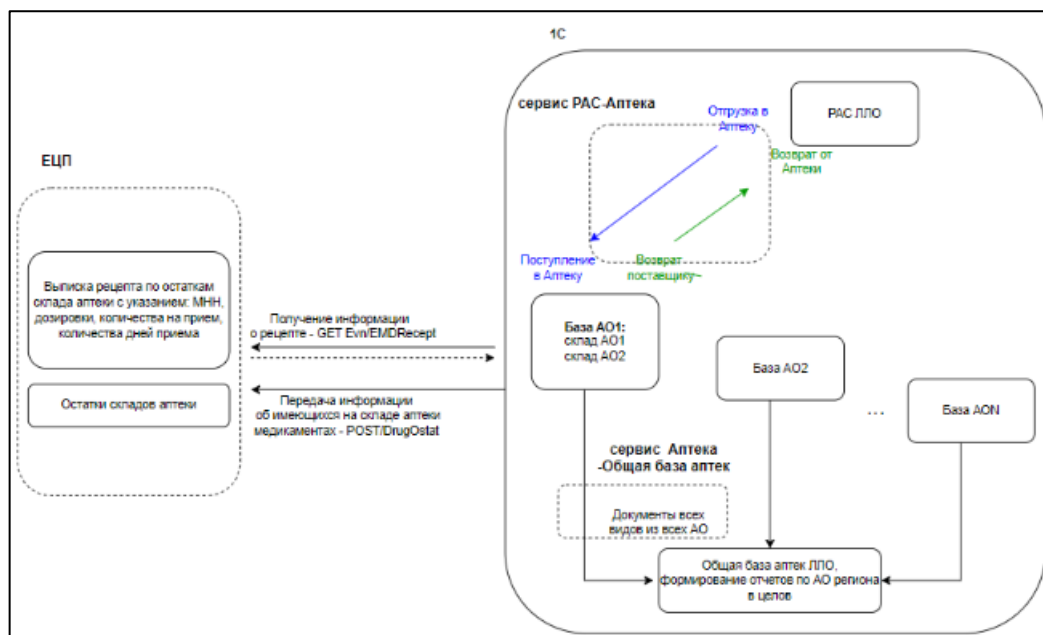 1С
сервис РАС-Аптека
Отгрузка в
Аптеку
РАС ЛЛО
Возврат от
Аптеки
Поступление
в Аптеку
Возврат
поставщику~
ЕЦП
Выписка рецепта по остаткам
склада аптеки с указанием: МНН,
дозировки, количества на прием,
количества дней приема
Остатки складов аптеки
Получение информации
о рецепте - GET Evn/EMDRecept
Передача информации
об имеющихся на складе аптеки
медикаментах - POST/DrugOstat
База АО1:
склад АО1
склад АО2
База АО2
...
База АОN
сервис Аптека
-Общая база аптек
Документы всех
видов из всех АО
Общая база аптек ЛПО,
формирование отчетов по АО региона
в целов